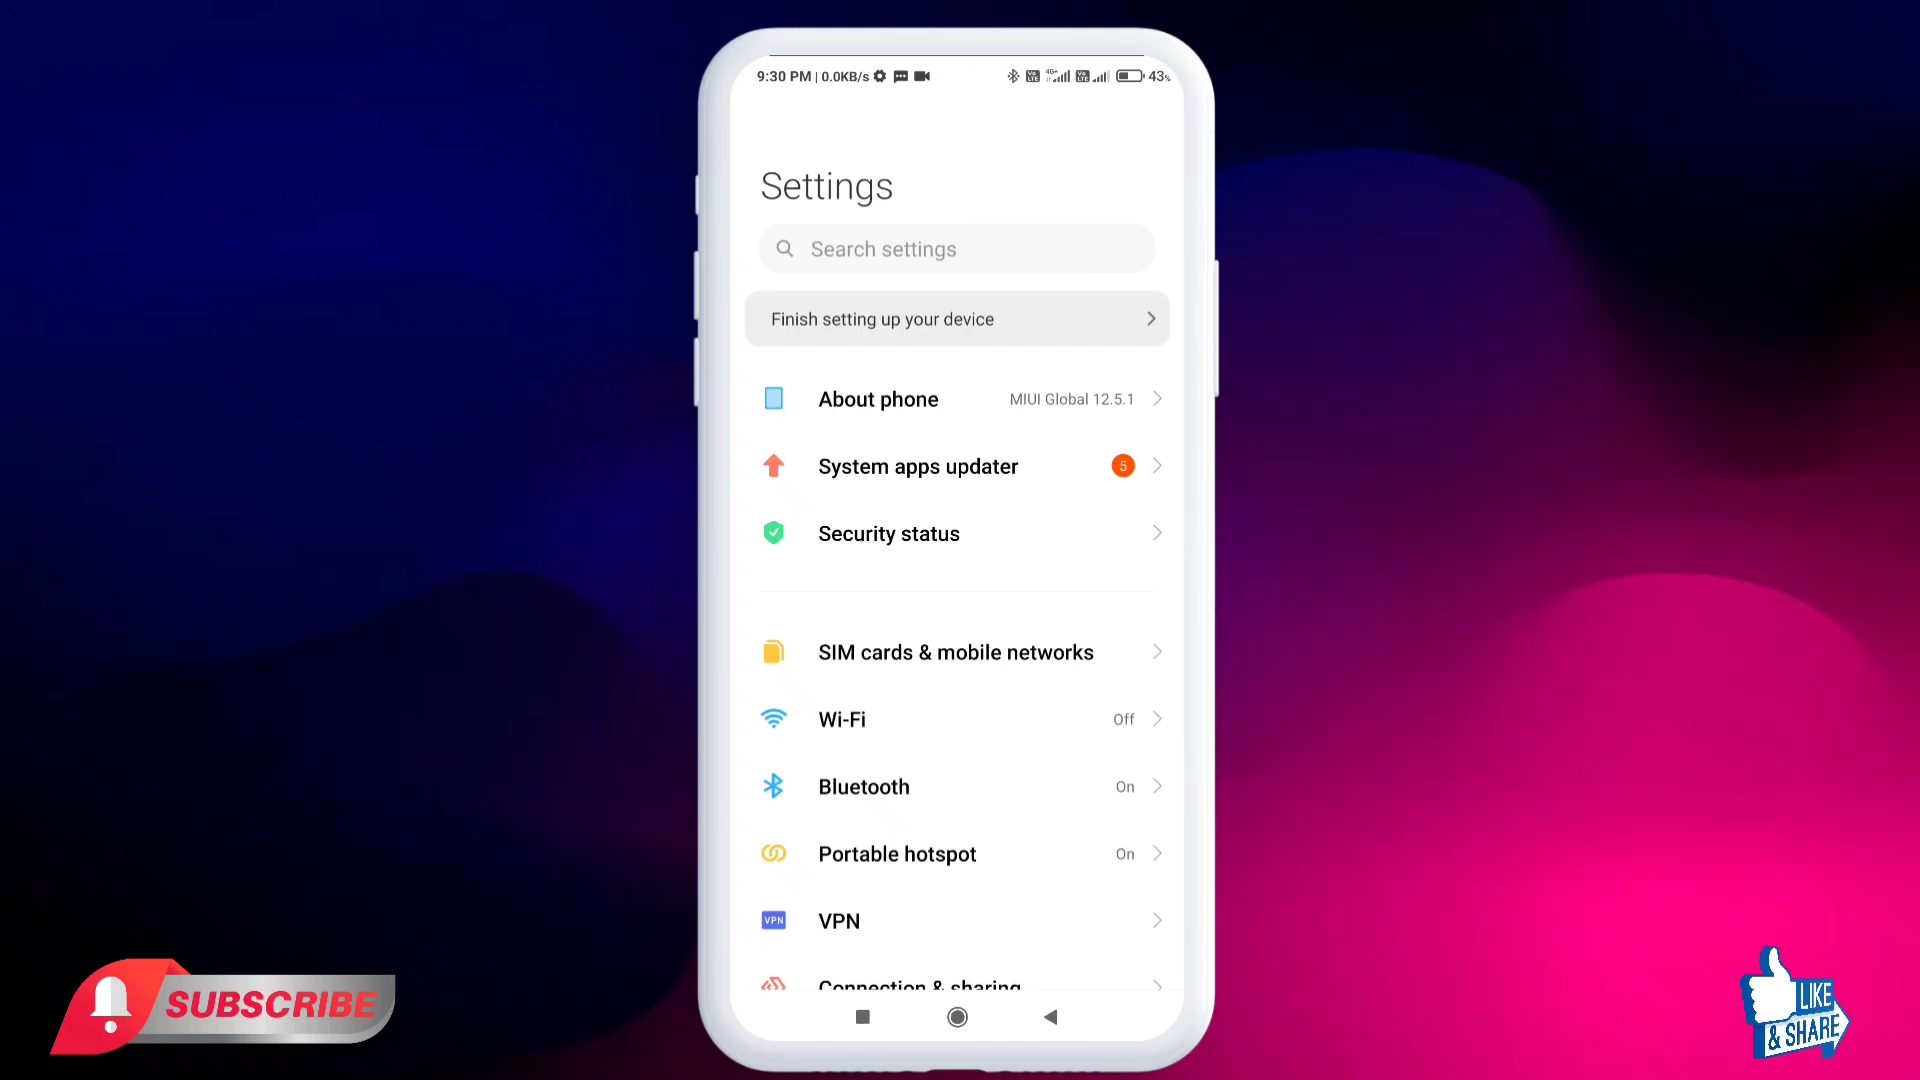 9:30 PM | 0.0KB/s 43%
Settings
Search settings
Finish setting up your device
About phone MIUI Global 12.5.1
System apps updater 5
Security status
SIM cards & mobile networks
Wi-Fi Off
Bluetooth On
Portable hotspot On
VPN VPN
Connection & sharing
SUBSCRIBE
LIKE
& SHARE